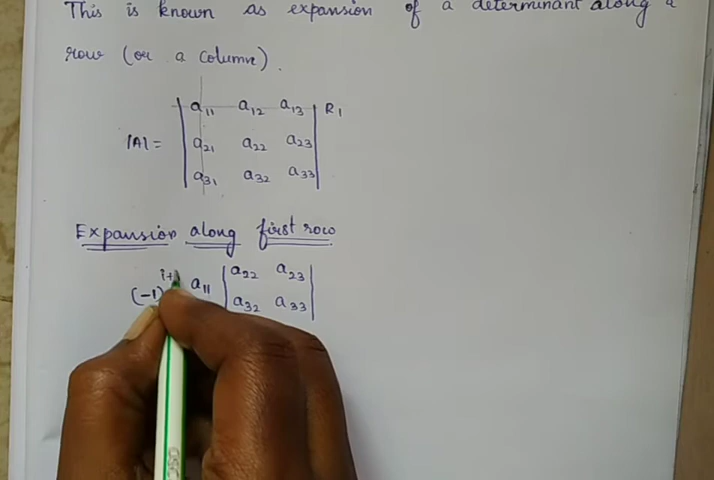 This is known as expansion of a determinant along a
row (or a column).
|A| = | a₁₁ a₁₂ a₁₃ | R₁
| a₂₁ a₂₂ a₂₃ |
| a₃₁ a₃₂ a₃₃ |
Expansion along first row
(-1)¹⁺ a₁₁ | a₂₂ a₂₃ |
| a₃₂ a₃₃ |